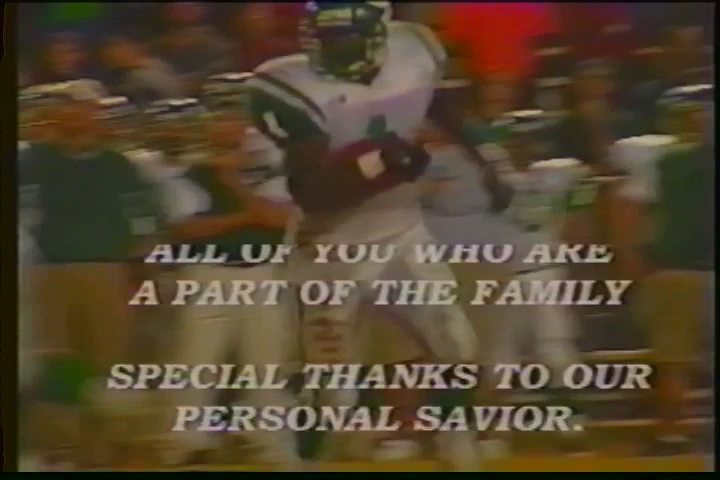 ALL OF YOU WHO ARE
A PART OF THE FAMILY
SPECIAL THANKS TO OUR
PERSONAL SAVIOR.